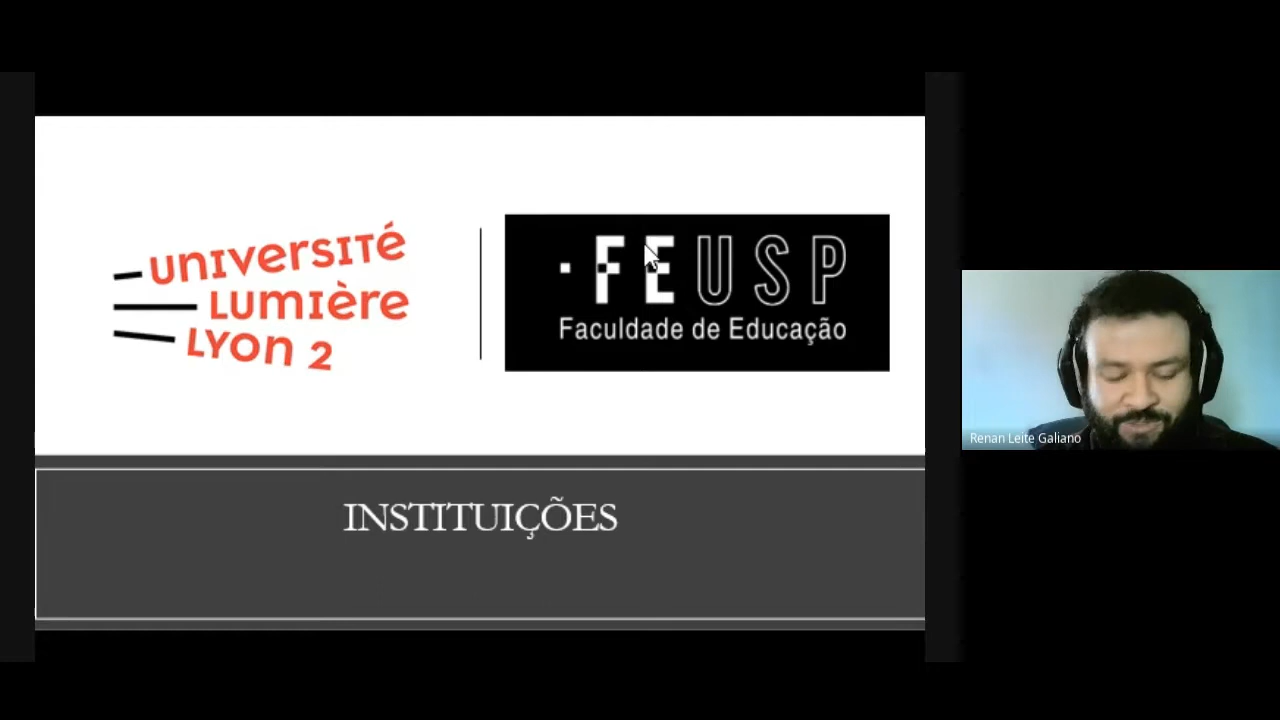 Université
Lumière
Lyon 2
FEUSP
Faculdade de Educação
INSTITUIÇÕES
Renan Leite Galiano